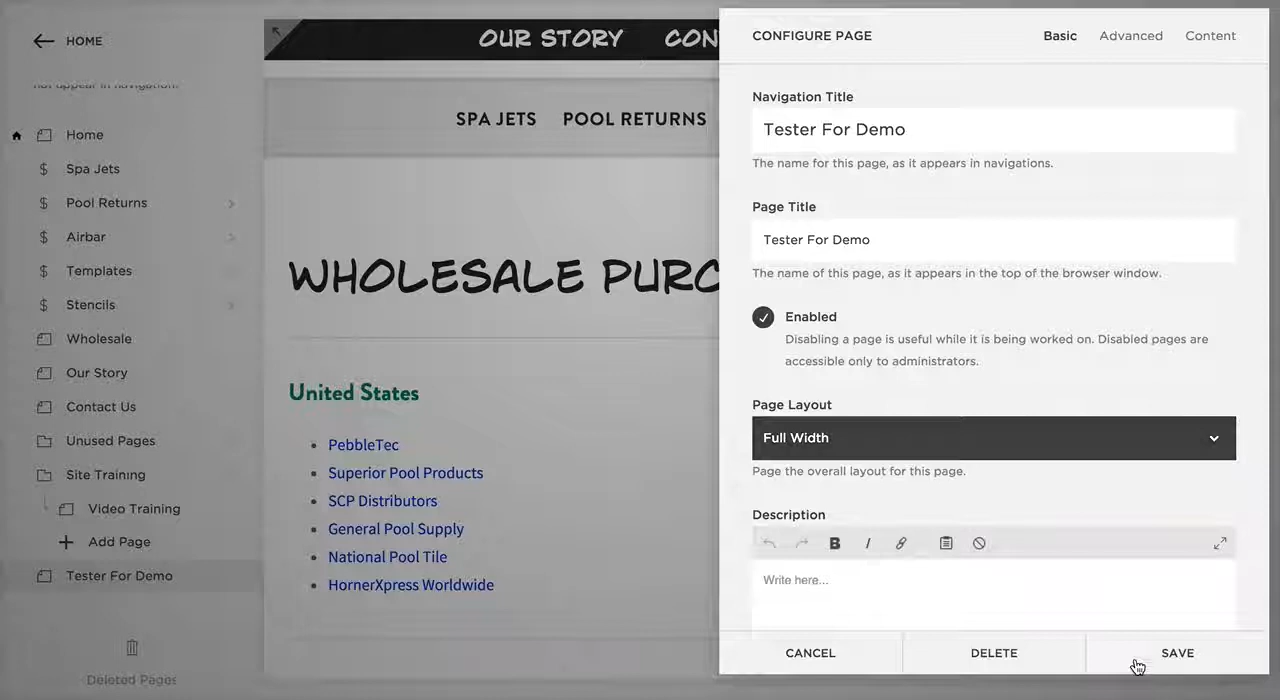 HOME
not appear in navigation.
Home
$ Spa Jets
$ Pool Returns
$ Airbar
$ Templates
$ Stencils
Wholesale
Our Story
Contact Us
Unused Pages
Site Training
Video Training
Add Page
Tester For Demo
Deleted Pages
OUR STORY CON
SPA JETS POOL RETURNS
WHOLESALE PURC
United States
• PebbleTec
• Superior Pool Products
• SCP Distributors
• General Pool Supply
• National Pool Tile
• HornerXpress Worldwide
CONFIGURE PAGE Basic Advanced Content
Navigation Title
Tester For Demo
The name for this page, as it appears in navigations.
Page Title
Tester For Demo
The name of this page, as it appears in the top of the browser window.
Enabled
Disabling a page is useful while it is being worked on. Disabled pages are
accessible only to administrators.
Page Layout
Full Width
Page the overall layout for this page.
Description
B I
Write here...
CANCEL DELETE SAVE